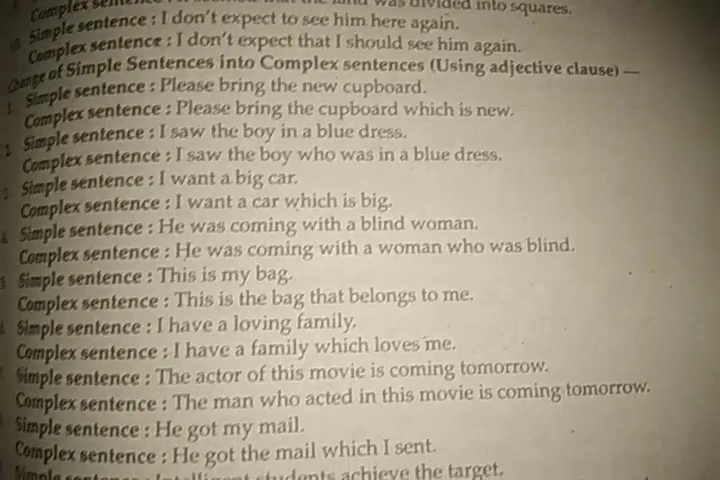 Complex sentence was divided into squares.
10. Simple sentence : I don't expect to see him here again.
Complex sentence : I don't expect that I should see him again.
Change of Simple Sentences into Complex sentences (Using adjective clause) —
1. Simple sentence : Please bring the new cupboard.
Complex sentence : Please bring the cupboard which is new.
2. Simple sentence : I saw the boy in a blue dress.
Complex sentence : I saw the boy who was in a blue dress.
3. Simple sentence : I want a big car.
Complex sentence : I want a car which is big.
4. Simple sentence : He was coming with a blind woman.
Complex sentence : He was coming with a woman who was blind.
5. Simple sentence : This is my bag.
Complex sentence : This is the bag that belongs to me.
Simple sentence : I have a loving family.
Complex sentence : I have a family which loves me.
Simple sentence : The actor of this movie is coming tomorrow.
Complex sentence : The man who acted in this movie is coming tomorrow.
Simple sentence : He got my mail.
Complex sentence : He got the mail which I sent.
Simple sentence : Intelligent students achieve the target.